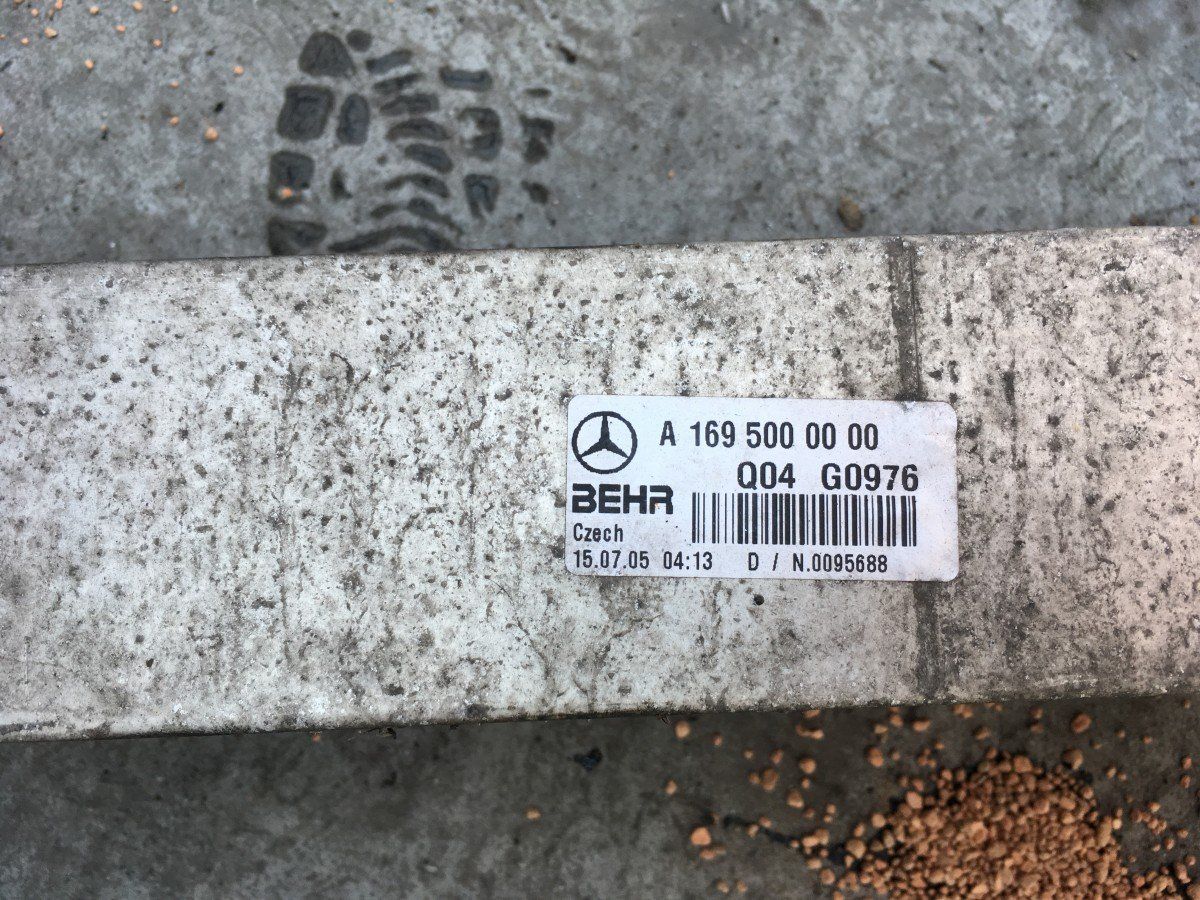 A 169 500 00 00
Q04 G0976
BEHR
Czech
15.07.05 04:13 D / N.0095688